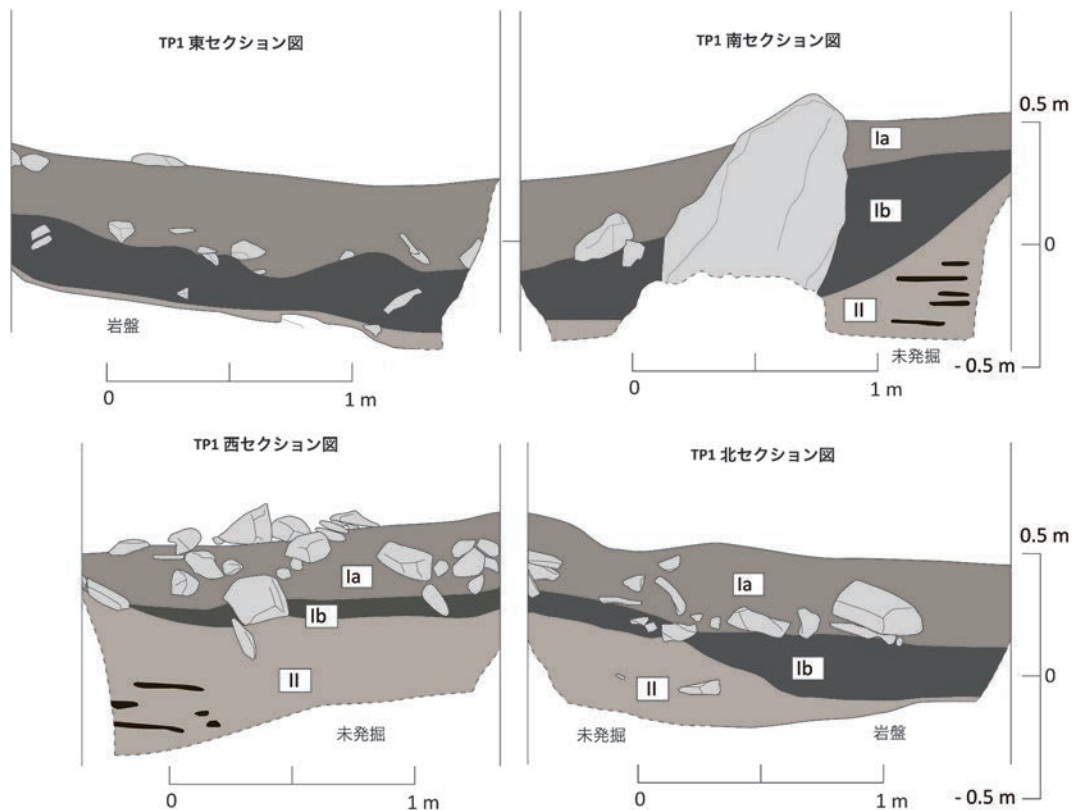 TP1 東セクション図
TP1 南セクション図
0.5 m
Ia
Ib
0
II
岩盤
未発掘
- 0.5 m
0
1 m
0
1 m
TP1 西セクション図
TP1 北セクション図
0.5 m
Ia
Ia
Ib
Ib
0
II
II
未発掘
未発掘
岩盤
0
1 m
0
1 m
- 0.5 m